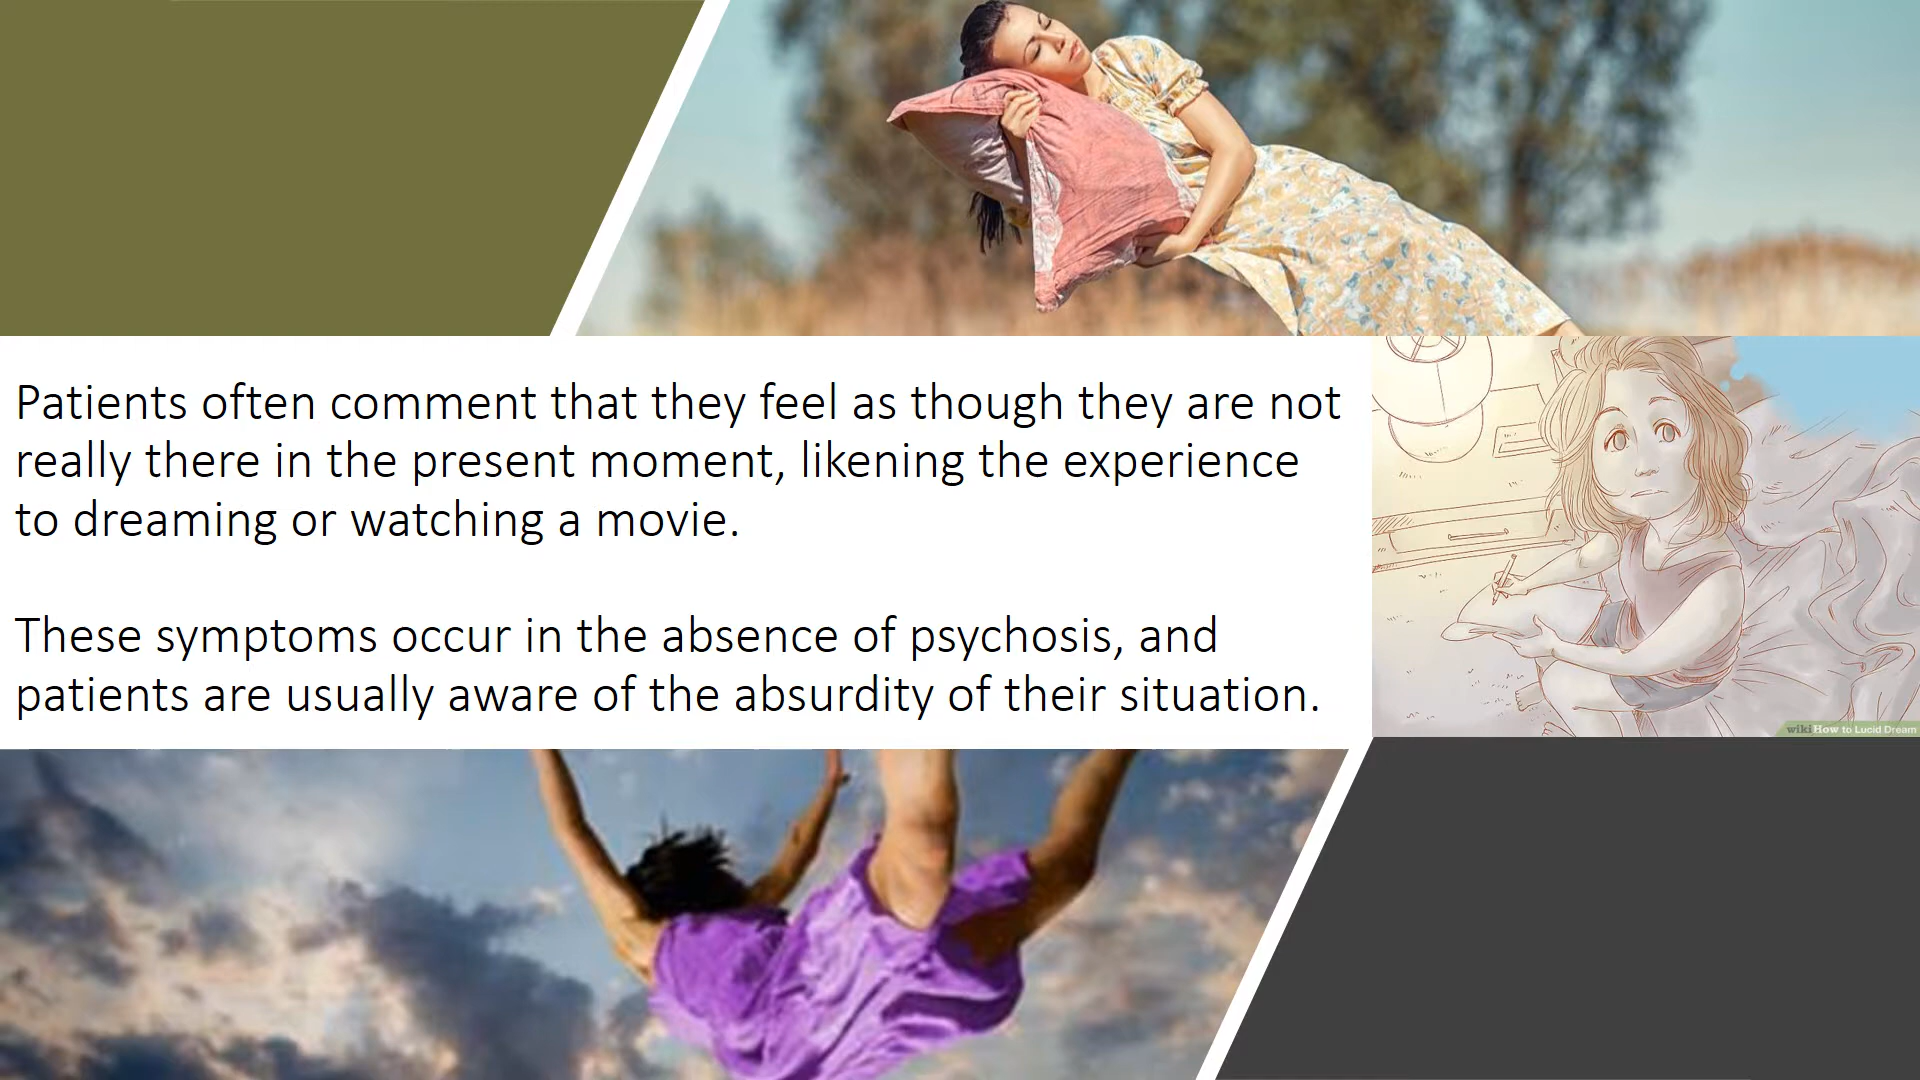 Patients often comment that they feel as though they are not
really there in the present moment, likening the experience
to dreaming or watching a movie.
These symptoms occur in the absence of psychosis, and
patients are usually aware of the absurdity of their situation.
wikiHow to Lucid Dream